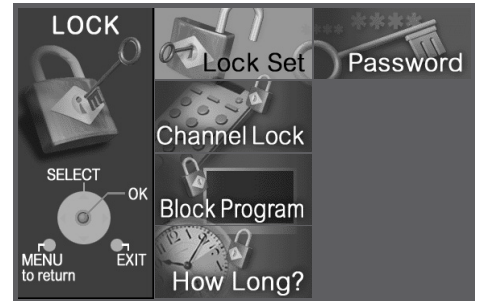 LOCK
SELECT
OK
MENU
to return
EXIT
Lock Set
Channel Lock
Block Program
How Long?
****
Password